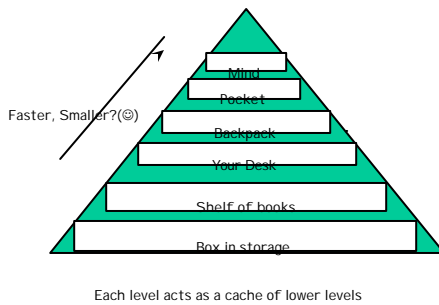 Mind
Pocket
Faster, Smaller?(☺)
Backpack
Your Desk
Shelf of books
Box in storage
Each level acts as a cache of lower levels